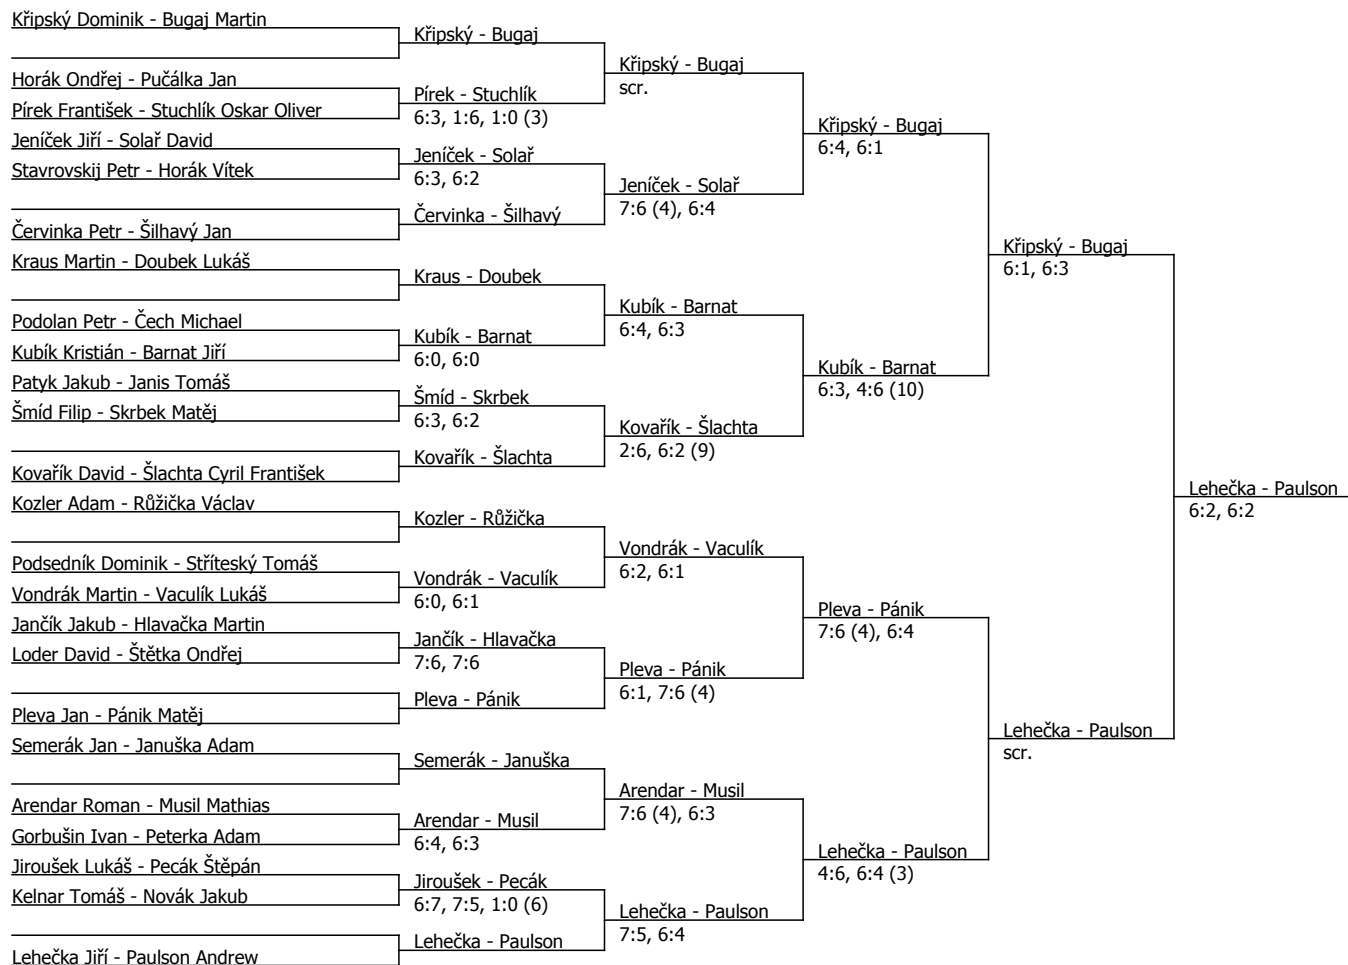 Křipský Dominik - Bugaj Martin
Horák Ondřej - Pučálka Jan
Pírek František - Stuchlík Oskar Oliver
Jeníček Jiří - Solař David
Stavrovskij Petr - Horák Vítek
Červinka Petr - Šilhavý Jan
Kraus Martin - Doubek Lukáš
Podolan Petr - Čech Michael
Kubík Kristián - Barnat Jiří
Patyk Jakub - Janis Tomáš
Šmíd Filip - Skrbek Matěj
Kovařík David - Šlachta Cyril František
Kozler Adam - Růžička Václav
Podsedník Dominik - Stříteský Tomáš
Vondrák Martin - Vaculík Lukáš
Jančík Jakub - Hlavačka Martin
Loder David - Štětka Ondřej
Pleva Jan - Pánik Matěj
Semerák Jan - Januška Adam
Arendar Roman - Musil Mathias
Gorbušin Ivan - Peterka Adam
Jiroušek Lukáš - Pecák Štěpán
Kelnar Tomáš - Novák Jakub
Lehečka Jiří - Paulson Andrew
Křipský - Bugaj
Pírek - Stuchlík
6:3, 1:6, 1:0 (3)
Jeníček - Solař
6:3, 6:2
Červinka - Šilhavý
Kraus - Doubek
Kubík - Barnat
6:0, 6:0
Šmíd - Skrbek
6:3, 6:2
Kovařík - Šlachta
Kozler - Růžička
Vondrák - Vaculík
6:0, 6:1
Jančík - Hlavačka
7:6, 7:6
Pleva - Pánik
Semerák - Januška
Arendar - Musil
6:4, 6:3
Jiroušek - Pecák
6:7, 7:5, 1:0 (6)
Lehečka - Paulson
Křipský - Bugaj
scr.
Jeníček - Solař
7:6 (4), 6:4
Kubík - Barnat
6:4, 6:3
Kovařík - Šlachta
2:6, 6:2 (9)
Vondrák - Vaculík
6:2, 6:1
Pleva - Pánik
6:1, 7:6 (4)
Arendar - Musil
7:6 (4), 6:3
Lehečka - Paulson
7:5, 6:4
Křipský - Bugaj
6:4, 6:1
Kubík - Barnat
6:3, 4:6 (10)
Pleva - Pánik
7:6 (4), 6:4
Lehečka - Paulson
4:6, 6:4 (3)
Křipský - Bugaj
6:1, 6:3
Lehečka - Paulson
scr.
Lehečka - Paulson
6:2, 6:2